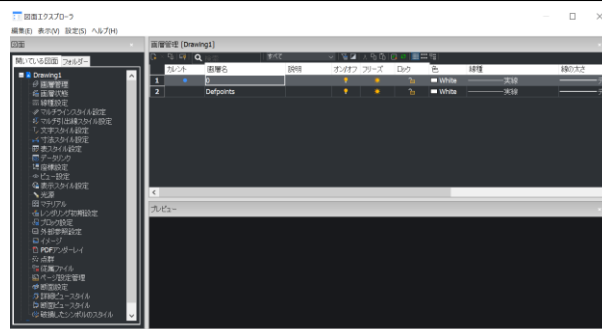 図面エクスプローラ
編集(E) 表示(V) 設定(S) ヘルプ(H)
図面
開いている図面 フォルダー
Drawing1
画層管理
画層状態
線種設定
マルチラインスタイル設定
マルチ引出線スタイル設定
文字スタイル設定
寸法スタイル設定
表スタイル設定
データリンク
座標設定
ビュー設定
表示スタイル設定
光源
マテリアル
レンダリング初期設定
ブロック設定
外部参照設定
イメージ
PDFアンダーレイ
点群
従属ファイル
ページ設定管理
断面設定
詳細ビュースタイル
断面ビュースタイル
破損したシンボルのスタイル
画層管理 [Drawing1]
すべて
カレント 画層名 説明 オン/オフ フリーズ ロック 色 線種 線の太さ
1 0 White 実線
2 Defpoints White 実線
プレビュー